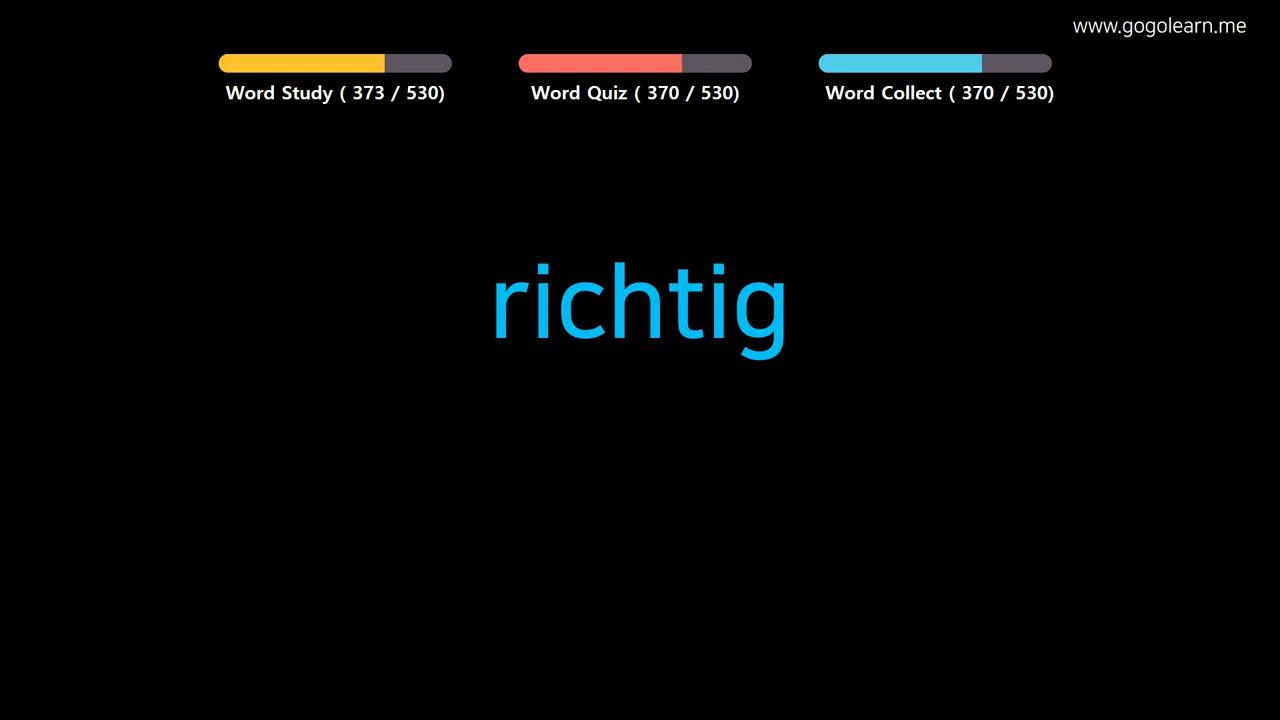 www.gogolearn.me
Word Study ( 373 / 530)
Word Quiz ( 370 / 530)
Word Collect ( 370 / 530)
richtig